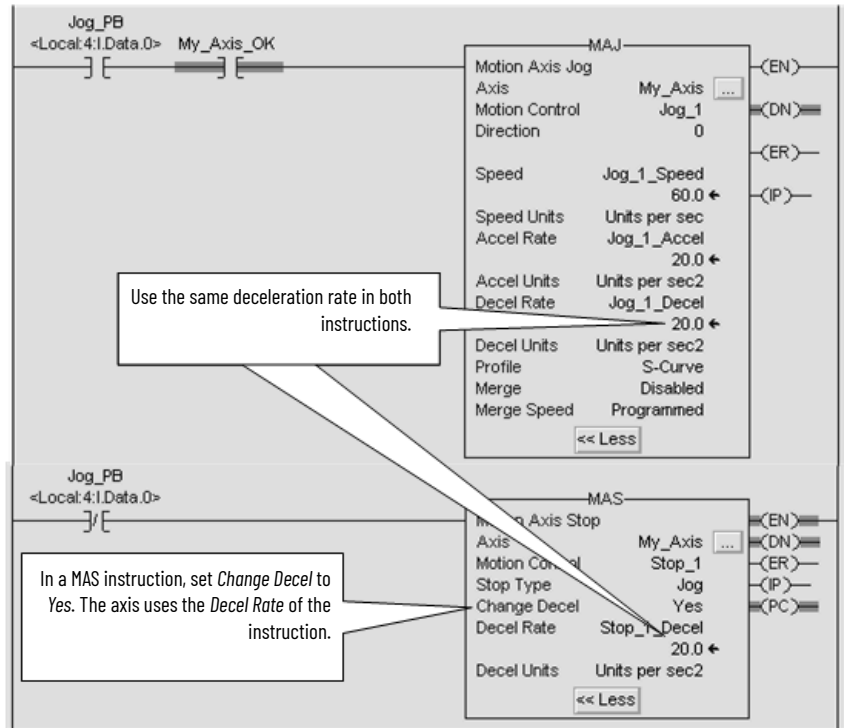 Jog_PB
<Local:4:I.Data.0> My_Axis_OK
MAJ
Motion Axis Jog
(EN)
Axis My_Axis ...
Motion Control Jog_1
(DN)
Direction 0
(ER)
Speed Jog_1_Speed
60.0
(IP)
Speed Units Units per sec
Accel Rate Jog_1_Accel
20.0
Accel Units Units per sec2
Decel Rate Jog_1_Decel
20.0
Decel Units Units per sec2
Profile S-Curve
Merge Disabled
Merge Speed Programmed
<< Less
Use the same deceleration rate in both
instructions.
Jog_PB
<Local:4:I.Data.0>
MAS
Axis Stop
(EN)
Axis My_Axis ...
(DN)
Motion Stop_1
(ER)
Stop Type Jog
(IP)
Change Decel Yes
(PC)
Decel Rate Stop_1_Decel
20.0
Decel Units Units per sec2
<< Less
In a MAS instruction, set Change Decel to
Yes. The axis uses the Decel Rate of the
instruction.